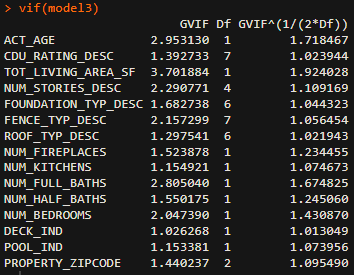 > vif(model3)
GVIF Df GVIF^(1/(2*Df))
ACT_AGE 2.953130 1 1.718467
CDU_RATING_DESC 1.392733 7 1.023944
TOT_LIVING_AREA_SF 3.701884 1 1.924028
NUM_STORIES_DESC 2.290771 4 1.109169
FOUNDATION_TYP_DESC 1.682738 6 1.044323
FENCE_TYP_DESC 2.157299 7 1.056454
ROOF_TYP_DESC 1.297541 6 1.021943
NUM_FIREPLACES 1.523878 1 1.234455
NUM_KITCHENS 1.154921 1 1.074673
NUM_FULL_BATHS 2.805040 1 1.674825
NUM_HALF_BATHS 1.550175 1 1.245060
NUM_BEDROOMS 2.047390 1 1.430870
DECK_IND 1.026268 1 1.013049
POOL_IND 1.153381 1 1.073956
PROPERTY_ZIPCODE 1.440237 2 1.095490